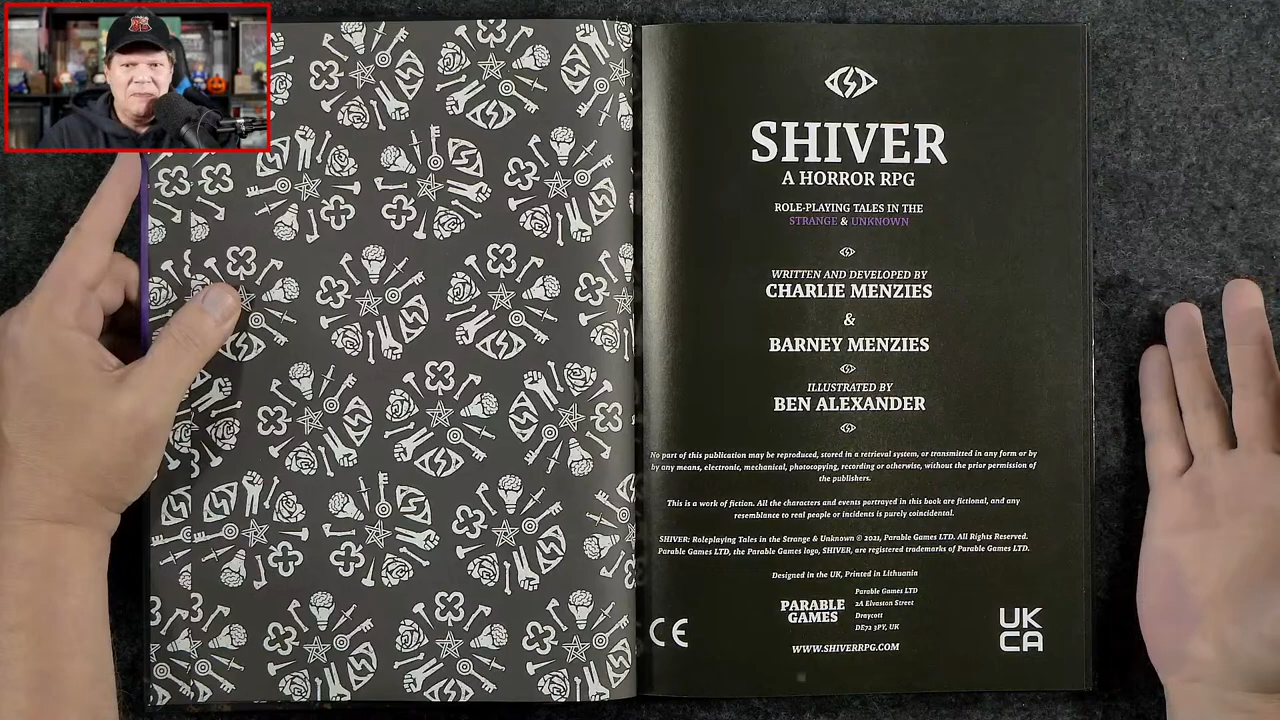 SHIVER
A HORROR RPG
ROLE-PLAYING TALES IN THE
STRANGE & UNKNOWN
WRITTEN AND DEVELOPED BY
CHARLIE MENZIES
&
BARNEY MENZIES
ILLUSTRATED BY
BEN ALEXANDER
No part of this publication may be reproduced, stored in a retrieval system, or transmitted in any form or by
by any means, electronic, mechanical, photocopying, recording or otherwise, without the prior permission of
the publishers.
This is a work of fiction. All the characters and events portrayed in this book are fictional, and any
resemblance to real people or incidents is purely coincidental.
SHIVER: Roleplaying Tales in the Strange & Unknown © 2021, Parable Games LTD. All Rights Reserved.
Parable Games LTD, the Parable Games logo, SHIVER, are registered trademarks of Parable Games LTD.
Designed in the UK, Printed in Lithuania
PARABLE
GAMES
Parable Games LTD
2A Elvaston Street
Draycott
DE72 3PY, UK
WWW.SHIVERRPG.COM
CE
UK
CA